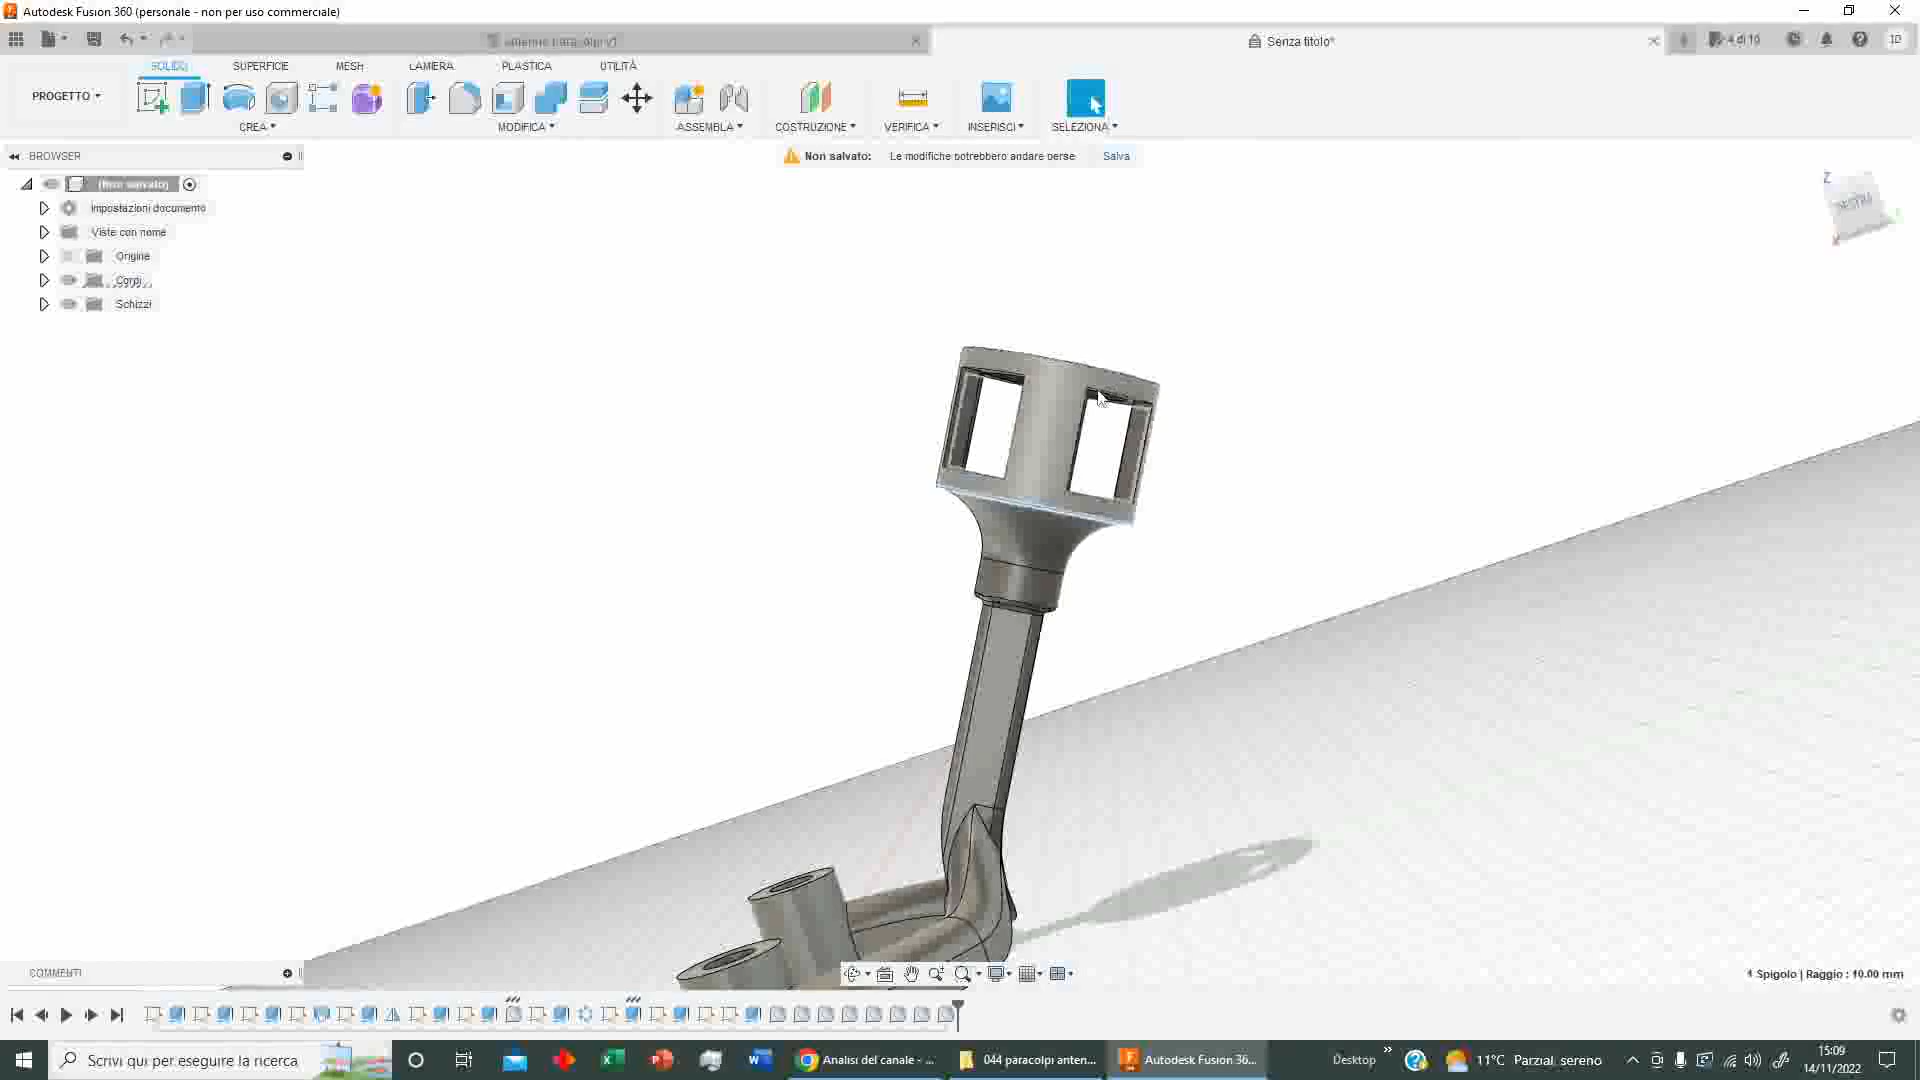 Autodesk Fusion 360 (personale - non per uso commerciale)
Senza titolo*
4 di 10
PROGETTO
SOLIDO
SUPERFICIE
MESH
LAMIERA
PLASTICA
UTILITÀ
CREA
MODIFICA
ASSEMBLA
COSTRUZIONE
VERIFICA
INSERISCI
SELEZIONA
BROWSER
Non salvato:
Le modifiche potrebbero andare perse
Salva
(Non salvato)
Impostazioni documento
Viste con nome
Origine
Corpi
Schizzi
Z
DESTRA
COMMENTI
1 Spigolo | Raggio : 10.00 mm
Scrivi qui per eseguire la ricerca
Analisi del canale - ...
044 paracolpi anten...
Autodesk Fusion 36...
Desktop
11°C Parzial. sereno
15:09
14/11/2022